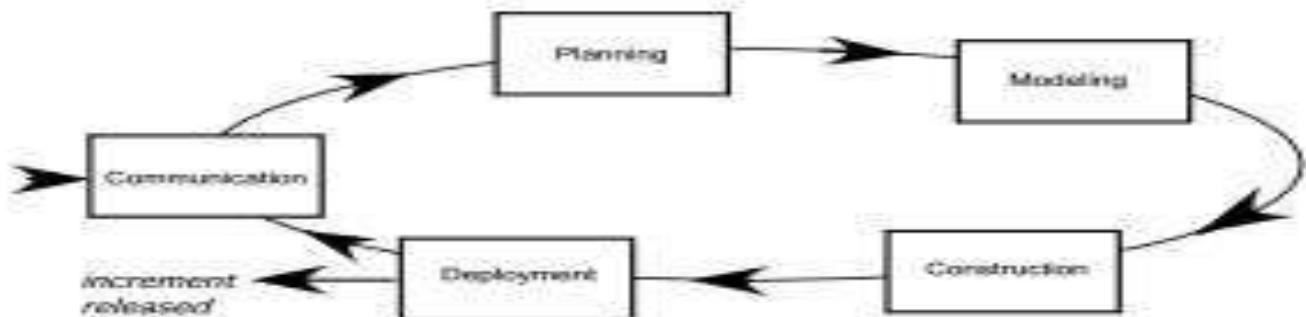 Planning
Modeling
Communication
Construction
Deployment
increment
released